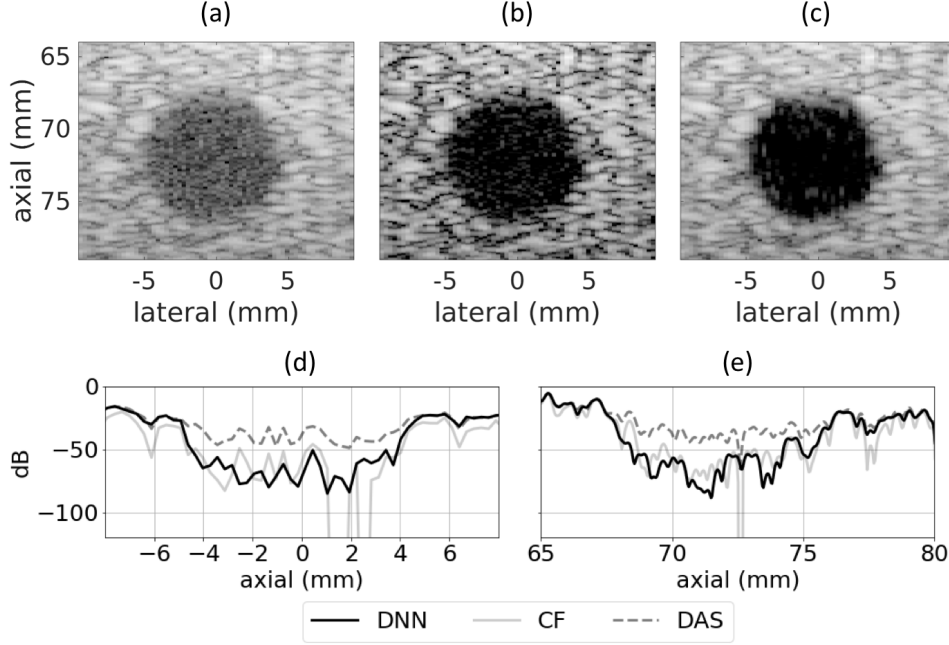 (a) (b) (c)
65
70
75
axial (mm)
-5 0 5 -5 0 5 -5 0 5
lateral (mm) lateral (mm) lateral (mm)
(d) (e)
0
−50
−100
dB
−6 −4 −2 0 2 4 6 65 70 75 80
axial (mm) axial (mm)
DNN CF DAS